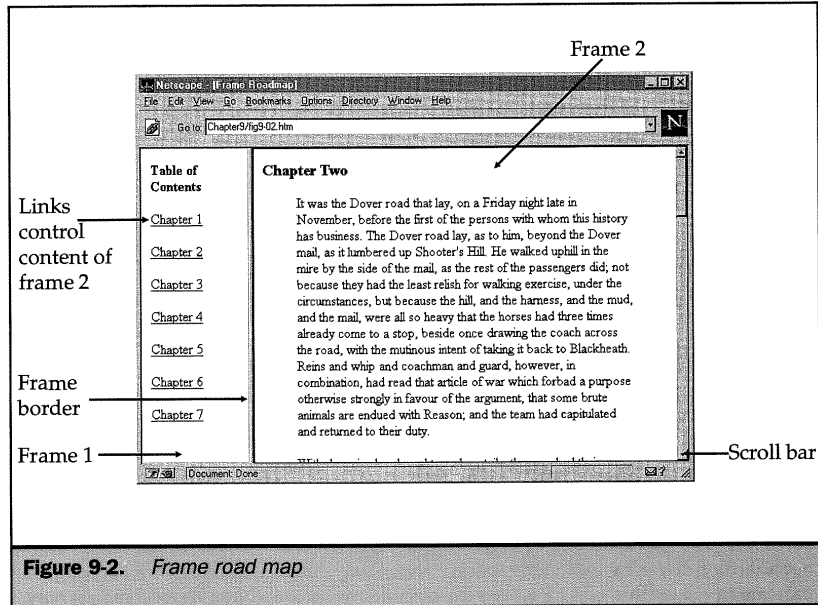 Frame 2
Netscape - [Frame Roadmap]
File Edit View Go Bookmarks Options Directory Window Help
Go to: Chapter9/fig9-02.htm
N
Table of
Contents
Chapter 1
Chapter 2
Chapter 3
Chapter 4
Chapter 5
Chapter 6
Chapter 7
Chapter Two
It was the Dover road that lay, on a Friday night late in
November, before the first of the persons with whom this history
has business. The Dover road lay, as to him, beyond the Dover
mail, as it lumbered up Shooter's Hill. He walked uphill in the
mire by the side of the mail, as the rest of the passengers did; not
because they had the least relish for walking exercise, under the
circumstances, but because the hill, and the harness, and the mud,
and the mail, were all so heavy that the horses had three times
already come to a stop, beside once drawing the coach across
the road, with the mutinous intent of taking it back to Blackheath.
Reins and whip and coachman and guard, however, in
combination, had read that article of war which forbad a purpose
otherwise strongly in favour of the argument, that some brute
animals are endued with Reason; and the team had capitulated
and returned to their duty.
Document: Done
?
Links
control
content of
frame 2
Frame
border
Frame 1
Scroll bar
Figure 9-2. Frame road map